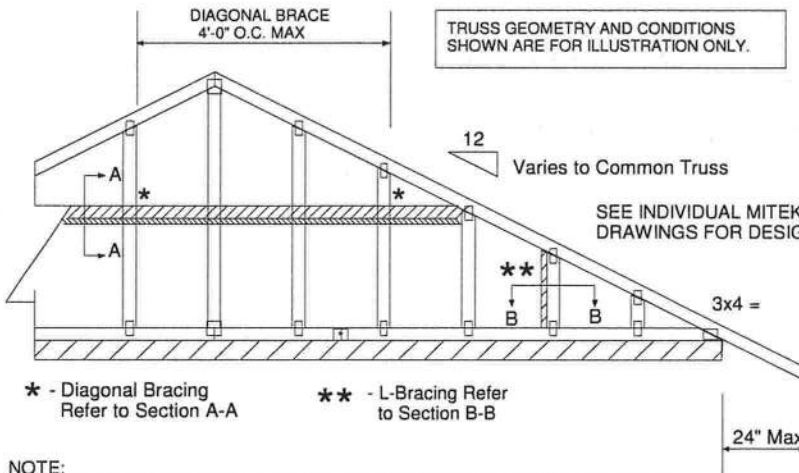 DIAGONAL BRACE
4'-0" O.C. MAX
TRUSS GEOMETRY AND CONDITIONS
SHOWN ARE FOR ILLUSTRATION ONLY.
12
Varies to Common Truss
A
*
*
SEE INDIVIDUAL MITEK
DRAWINGS FOR DESIG
A
**
B
B
3x4 =
* - Diagonal Bracing
Refer to Section A-A
** - L-Bracing Refer
to Section B-B
24" Max
NOTE: